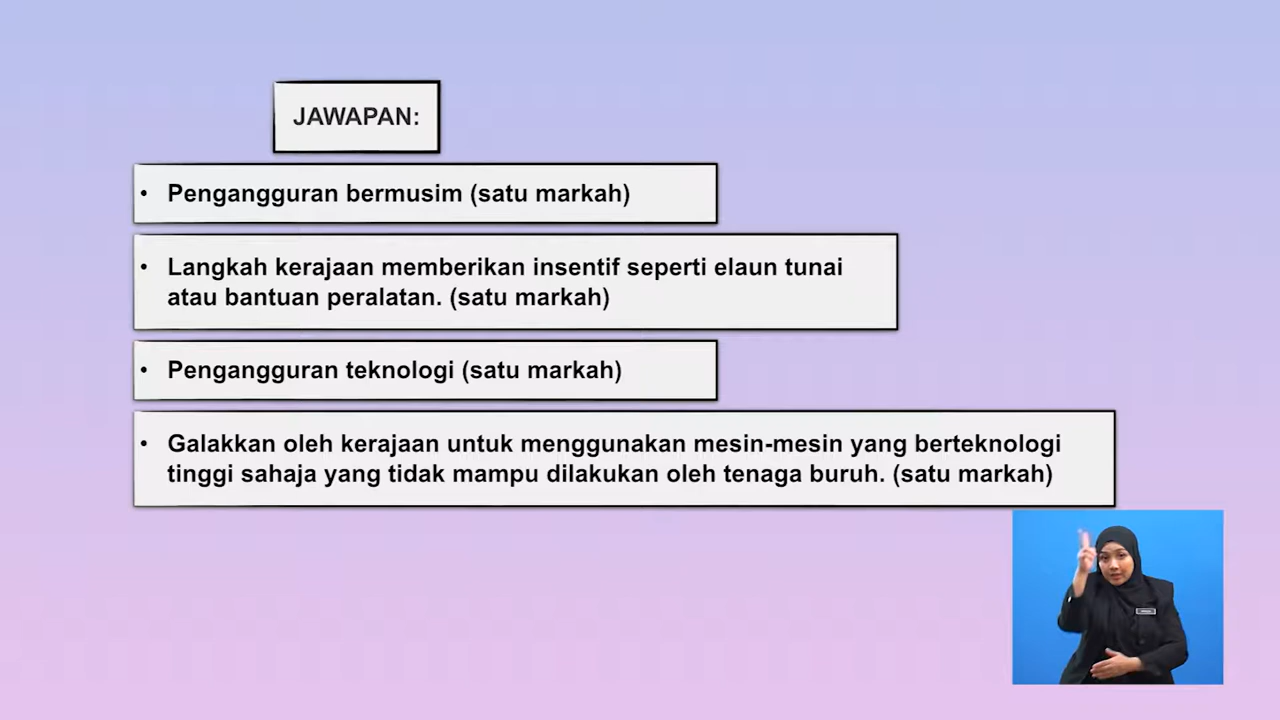 JAWAPAN:
• Pengangguran bermusim (satu markah)
• Langkah kerajaan memberikan insentif seperti elaun tunai
atau bantuan peralatan. (satu markah)
• Pengangguran teknologi (satu markah)
• Galakkan oleh kerajaan untuk menggunakan mesin-mesin yang berteknologi
tinggi sahaja yang tidak mampu dilakukan oleh tenaga buruh. (satu markah)